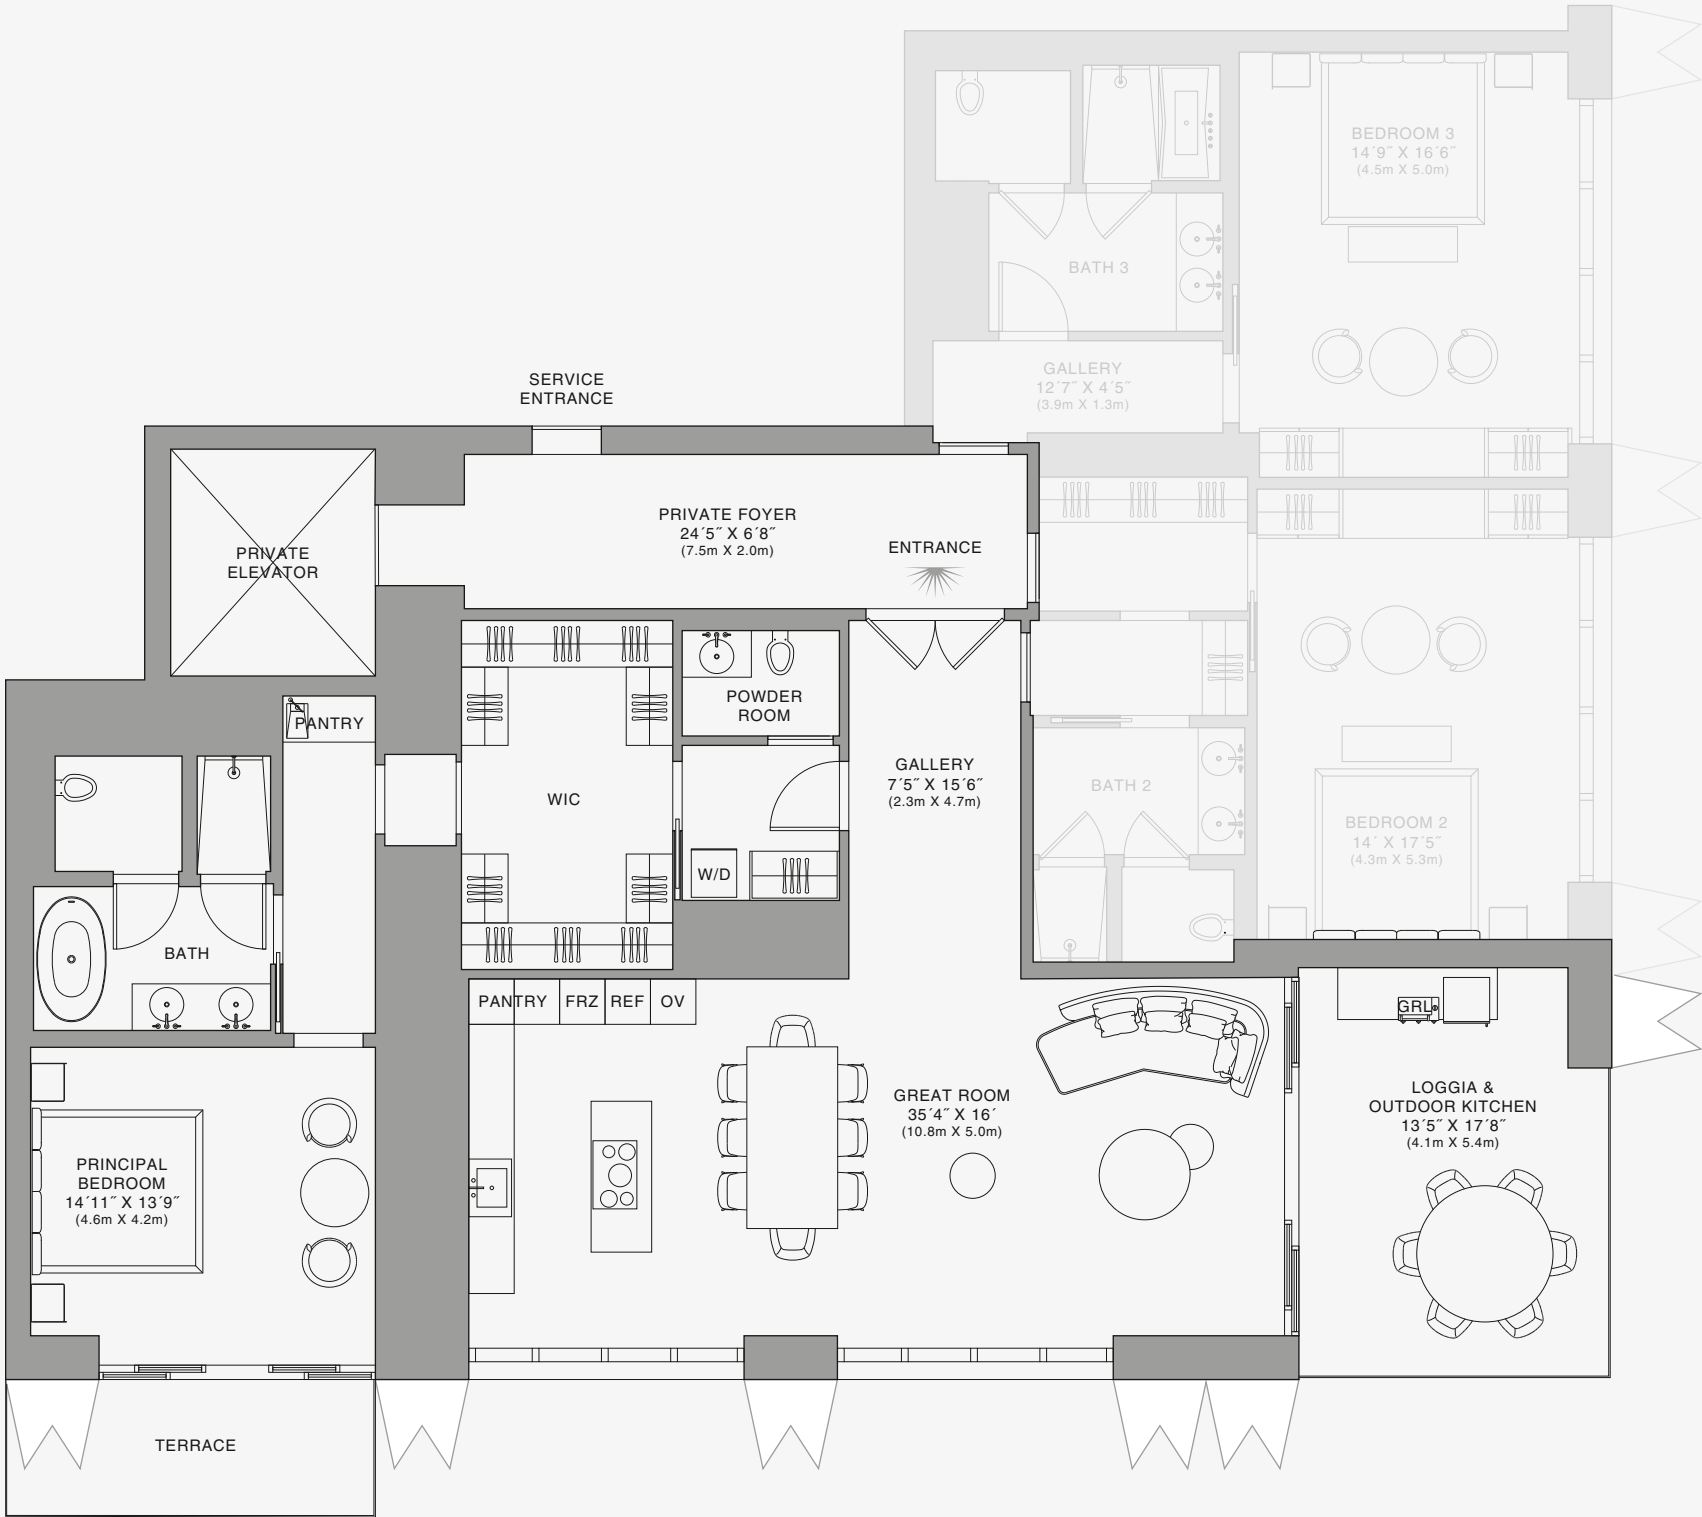 BEDROOM 3
14´9˝ X 16´6˝
(4.5m X 5.0m)
BATH 3
GALLERY
12´7˝ X 4´5˝
(3.9m X 1.3m)
SERVICE
ENTRANCE
PRIVATE FOYER
24´5˝ X 6´8˝
(7.5m X 2.0m)
ENTRANCE
PRIVATE
ELEVATOR
POWDER
ROOM
PANTRY
GALLERY
7´5˝ X 15´6˝
(2.3m X 4.7m)
WIC
BATH 2
BEDROOM 2
14´ X 17´5˝
(4.3m X 5.3m)
W/D
BATH
PANTRY
FRZ
REF
OV
GRL
GREAT ROOM
35´4˝ X 16´
(10.8m X 5.0m)
LOGGIA &
OUTDOOR KITCHEN
13´5˝ X 17´8˝
(4.1m X 5.4m)
PRINCIPAL
BEDROOM
14´11˝ X 13´9˝
(4.6m X 4.2m)
TERRACE